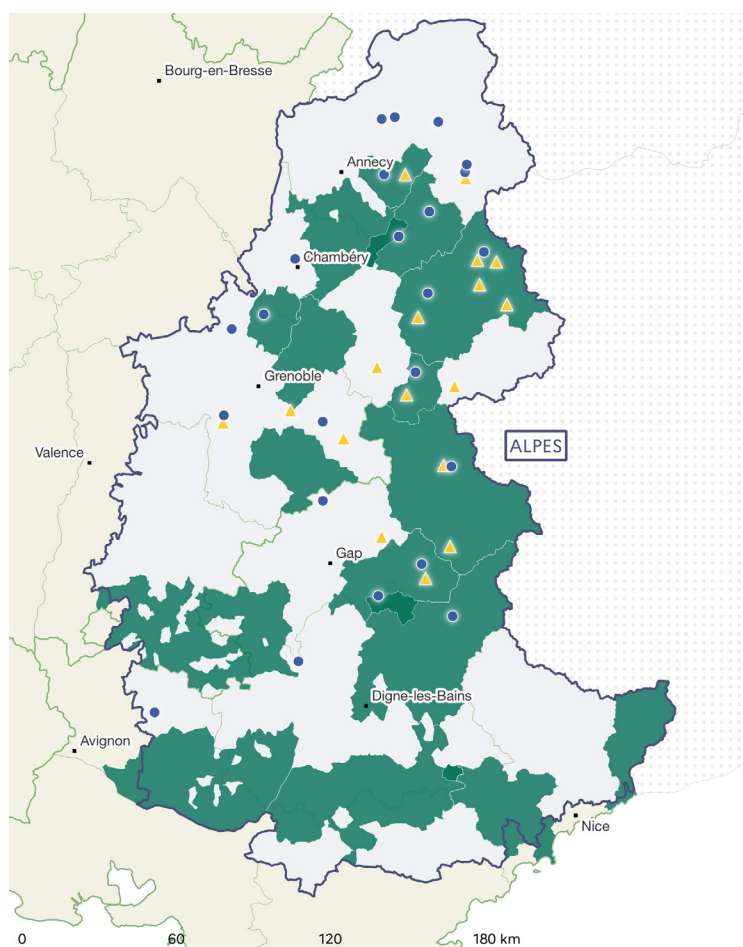 Bourg-en-Bresse
Annecy
Chambéry
Grenoble
ALPES
Valence
Gap
Digne-les-Bains
Avignon
Nice
0 60 120 180 km